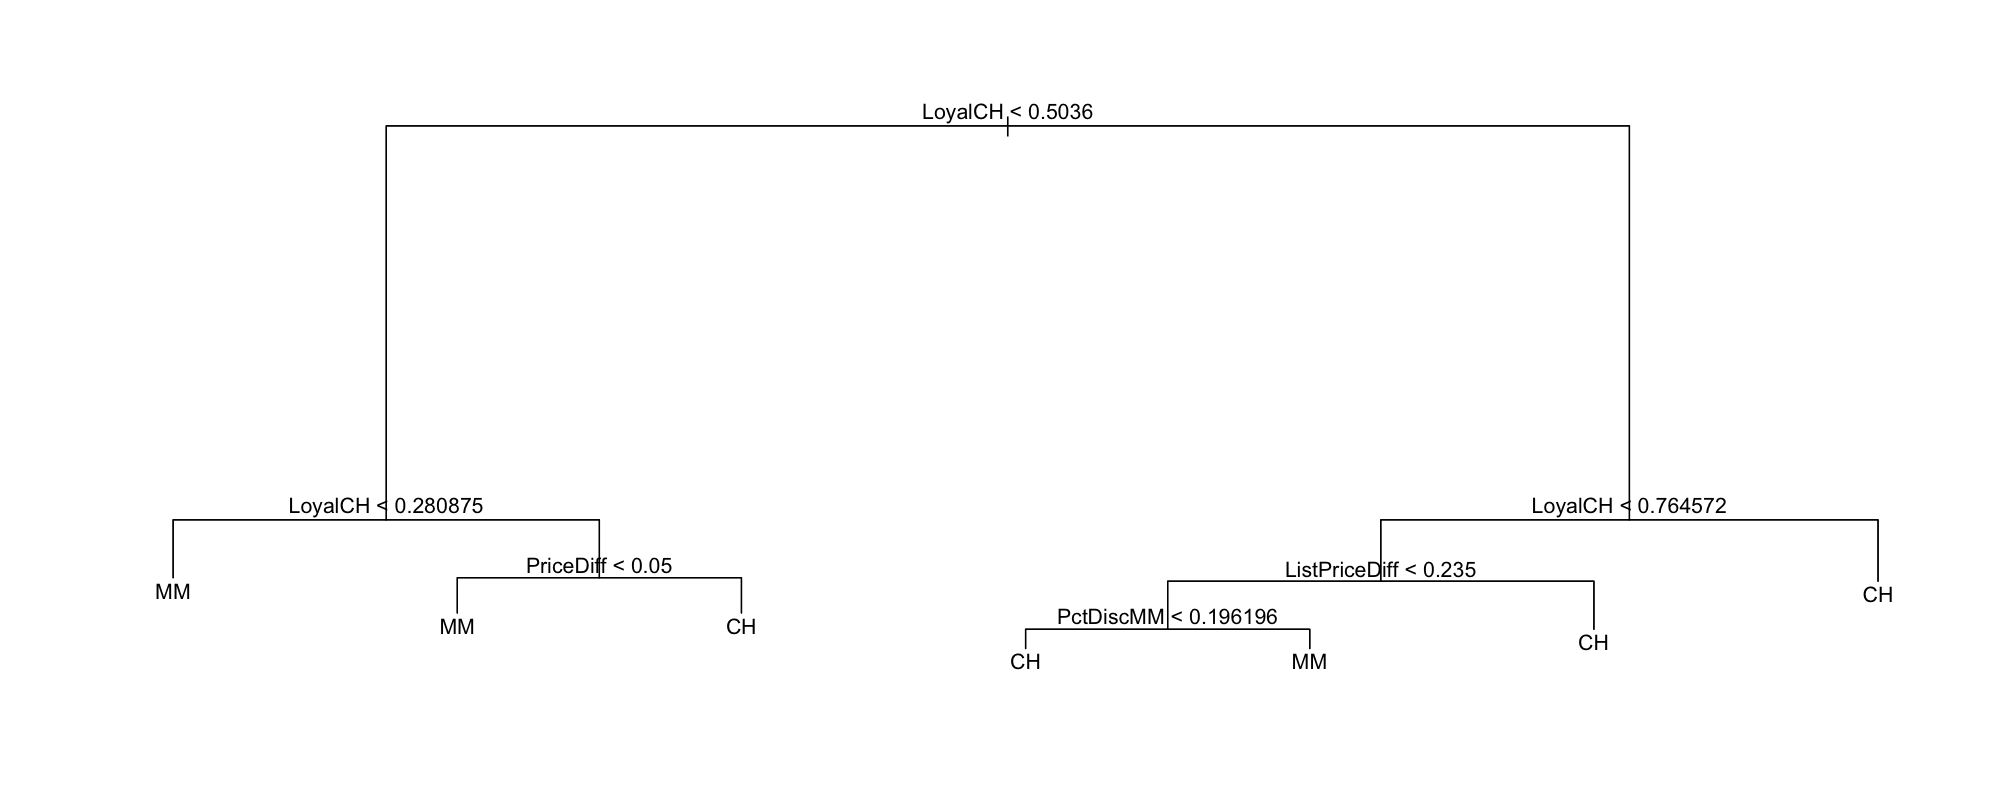 LoyalCH < 0.5036
LoyalCH < 0.280875
LoyalCH < 0.764572
PriceDiff < 0.05
ListPriceDiff < 0.235
MM
CH
PctDiscMM < 0.196196
MM
CH
CH
CH
MM